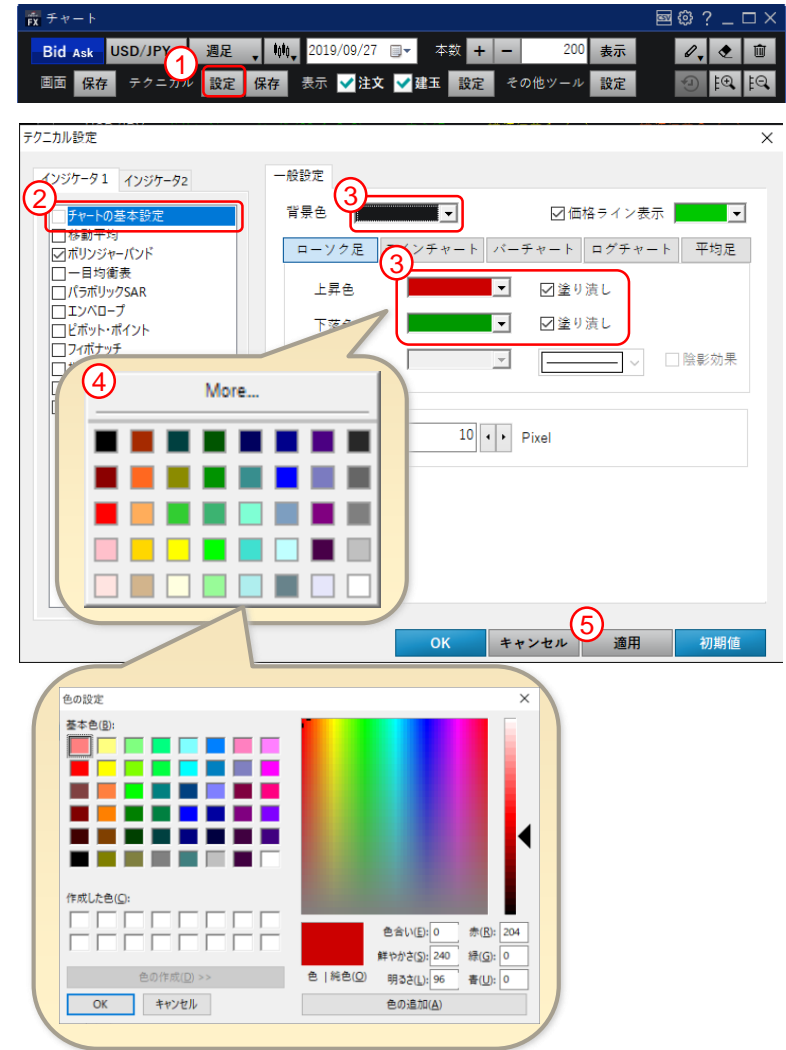 FX チャート
CSV ?
Bid Ask USD/JPY 週足 2019/09/27 本数 + - 200 表示
①
画面 保存 テクニカル 設定 保存 表示 注文 建玉 設定 その他ツール 設定
テクニカル設定
インジケータ1 インジケータ2 一般設定
② ③
チャートの基本設定 背景色 価格ライン表示
移動平均
ボリンジャーバンド ローソク足 ラインチャート バーチャート ログチャート 平均足
③
一目均衡表
パラボリックSAR 上昇色 塗り潰し
エンベロープ
ピボット・ポイント 下落色 塗り潰し
フィボナッチ
陰影効果
④ More...
10 Pixel
⑤
OK キャンセル 適用 初期値
色の設定
基本色(B):
作成した色(C):
色合い(E): 0 赤(R): 204
鮮やかさ(S): 240 緑(G): 0
色 | 純色(O) 明るさ(L): 96 青(U): 0
色の作成(D) >>
OK キャンセル 色の追加(A)